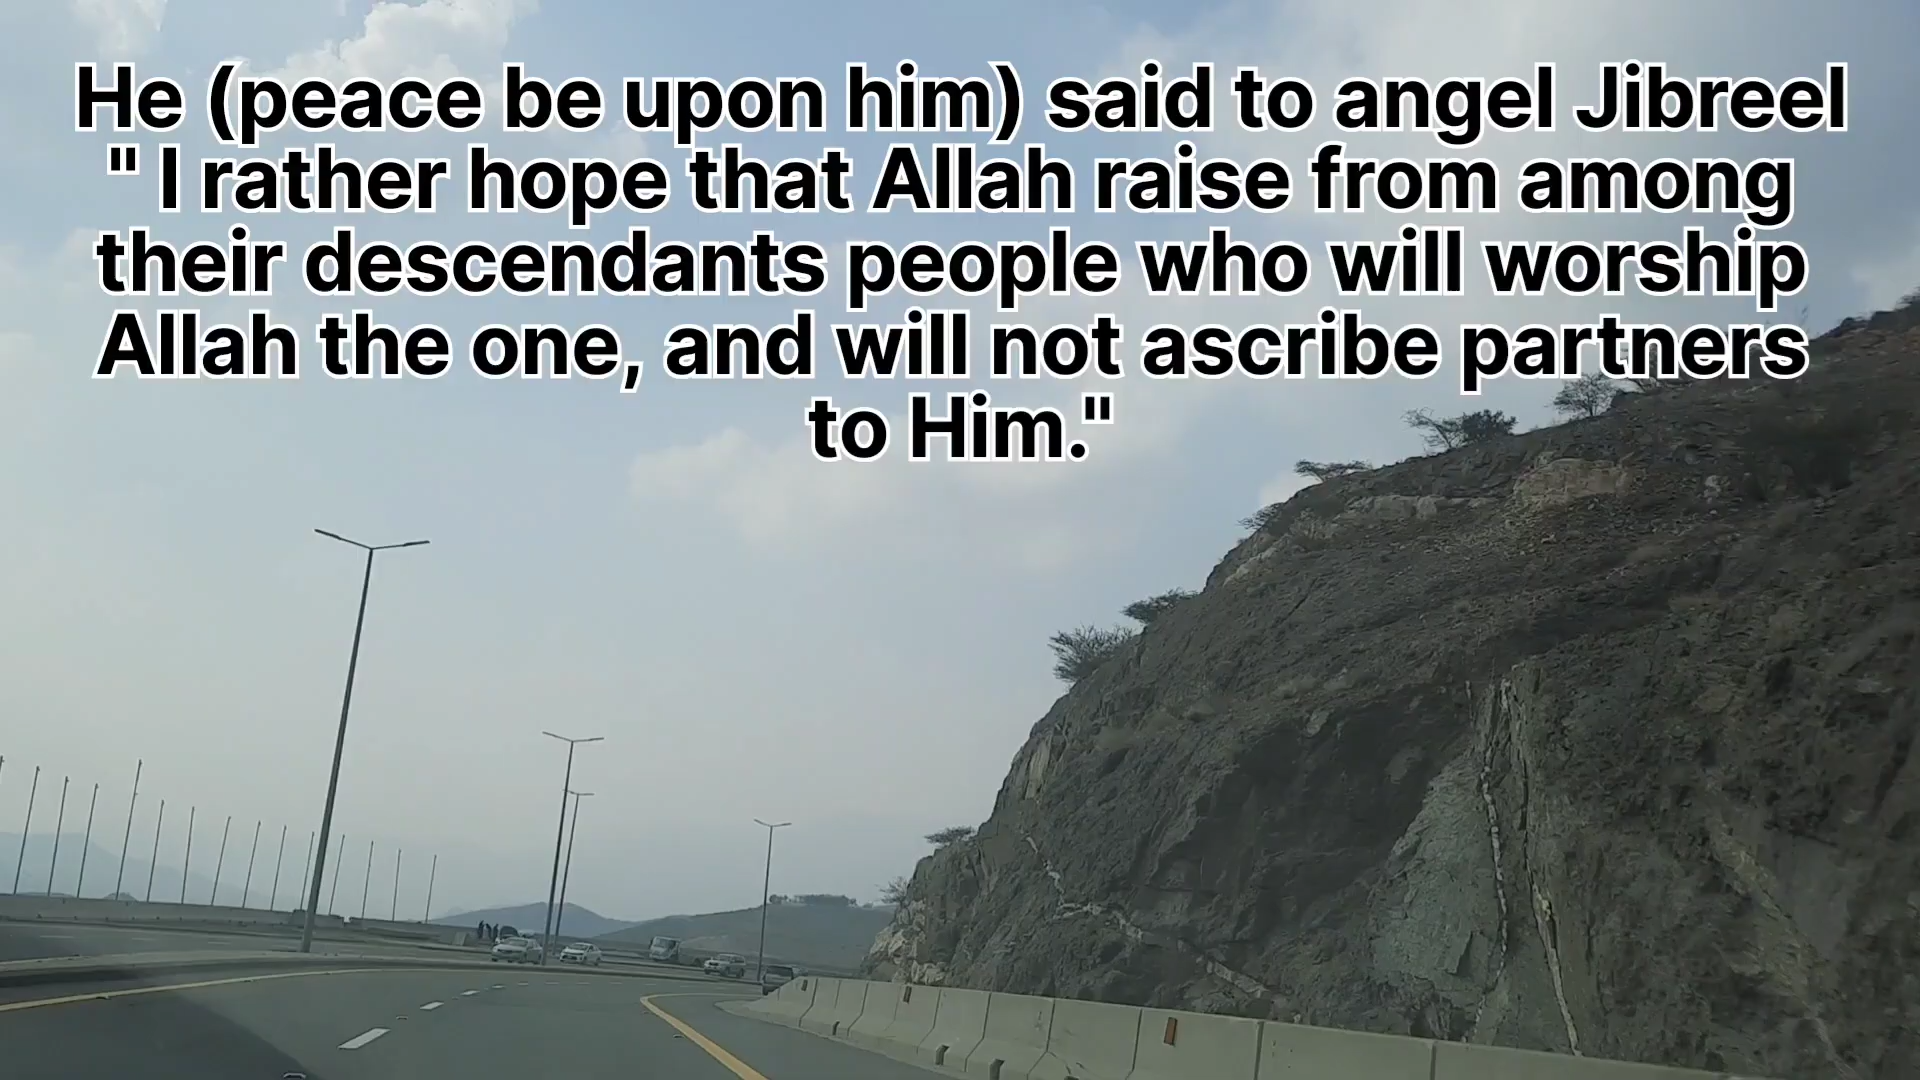 He (peace be upon him) said to angel Jibreel
" I rather hope that Allah raise from among
their descendants people who will worship
Allah the one, and will not ascribe partners
to Him."